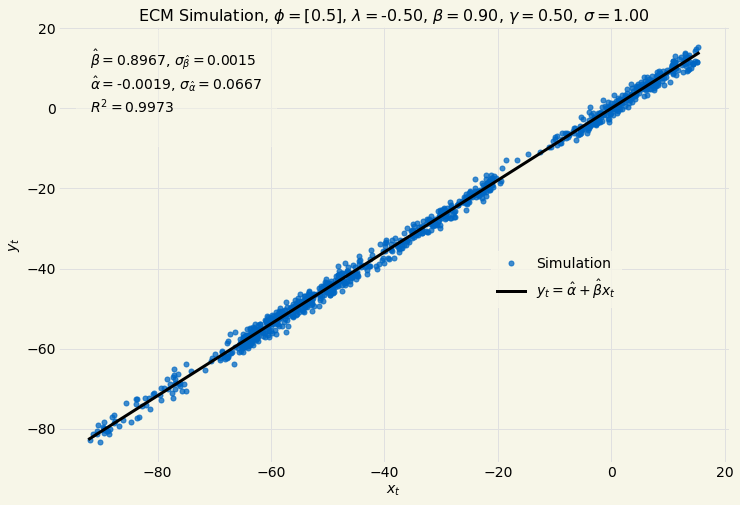 ECM Simulation, ϕ = [0.5], λ = -0.50, β = 0.90, γ = 0.50, σ = 1.00
β̂ = 0.8967, σ_β̂ = 0.0015
α̂ = -0.0019, σ_α̂ = 0.0667
R² = 0.9973
20
0
−20
−40
−60
−80
y_t
Simulation
y_t = α̂ + β̂x_t
−80
−60
−40
−20
0
20
x_t